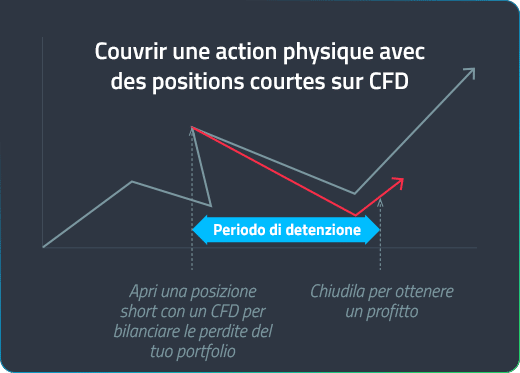 Couvrir une action physique avec
des positions courtes sur CFD
Periodo di detenzione
Apri una posizione
short con un CFD per
bilanciare le perdite del
tuo portfolio
Chiudila per ottenere
un profitto